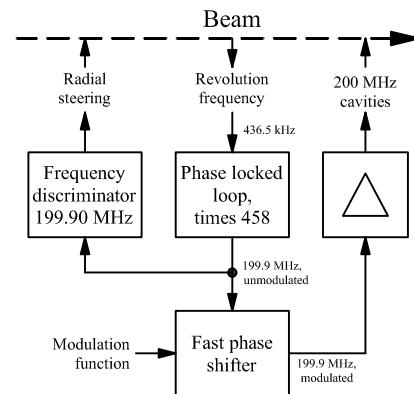 Beam
Radial
steering
Revolution
frequency
200 MHz
cavities
436.5 kHz
Frequency
discriminator
199.90 MHz
Phase locked
loop,
times 458
199.9 MHz,
unmodulated
Modulation
function
Fast phase
shifter
199.9 MHz,
modulated